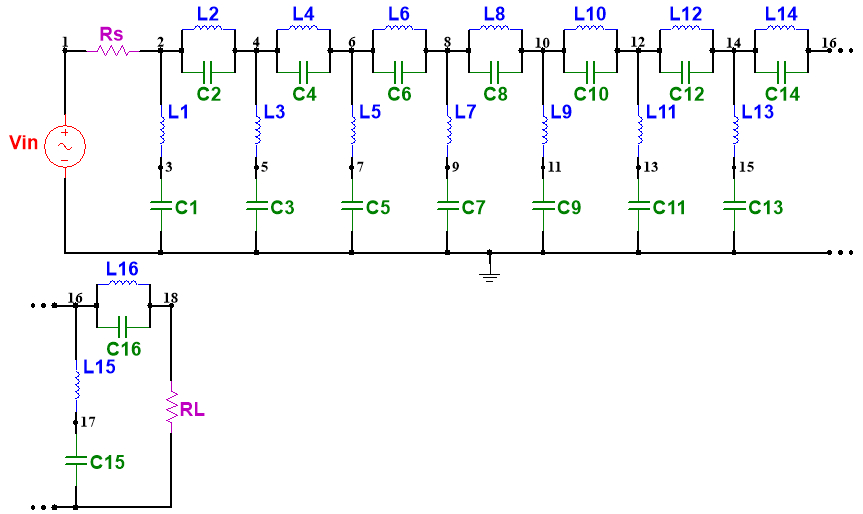 L2 L4 L6 L8 L10 L12 L14
Rs
1 2 4 6 8 10 12 14 16
C2 C4 C6 C8 C10 C12 C14
L1 L3 L5 L7 L9 L11 L13
Vin
3 5 7 9 11 13 15
C1 C3 C5 C7 C9 C11 C13
L16
16 18
C16
L15
RL
17
C15